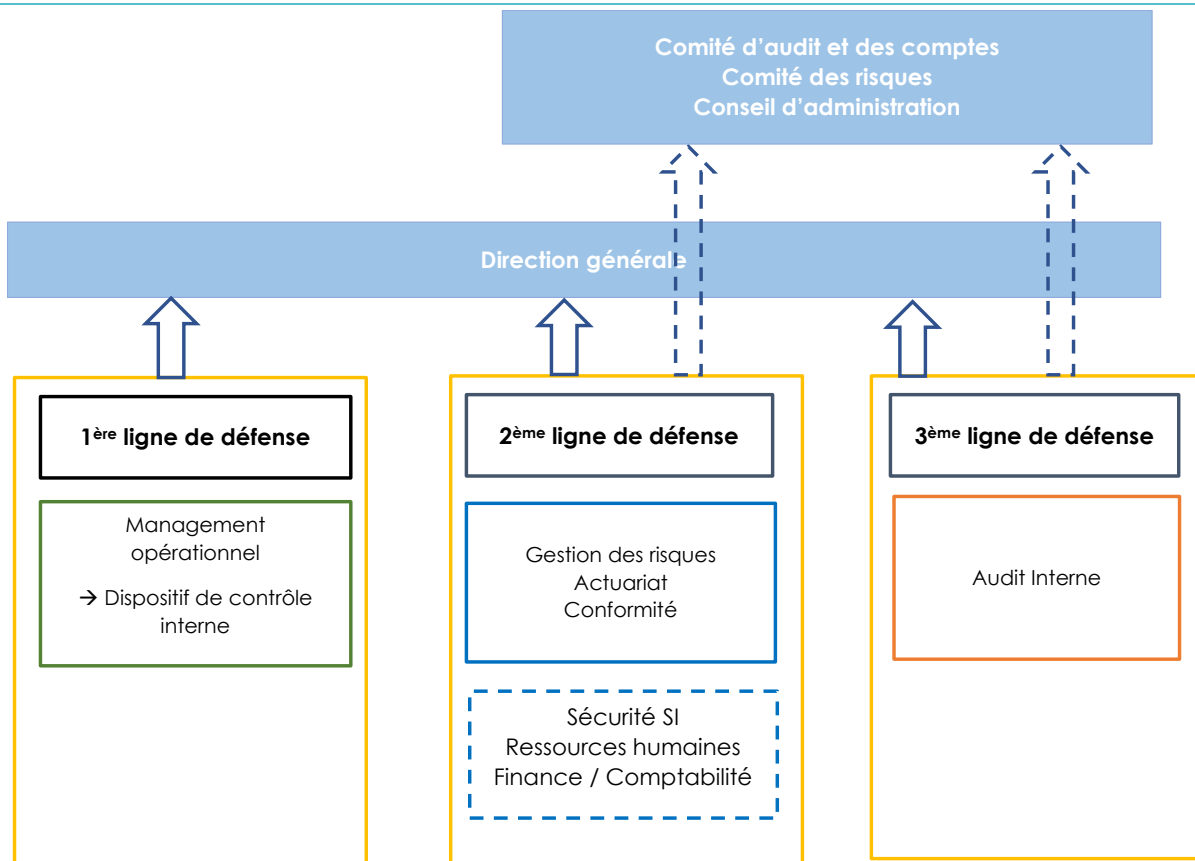 Comité d'audit et des comptes
Comité des risques
Conseil d'administration
Direction générale
1ère ligne de défense
Management
opérationnel
→ Dispositif de contrôle
interne
2ème ligne de défense
Gestion des risques
Actuariat
Conformité
Sécurité SI
Ressources humaines
Finance / Comptabilité
3ème ligne de défense
Audit Interne